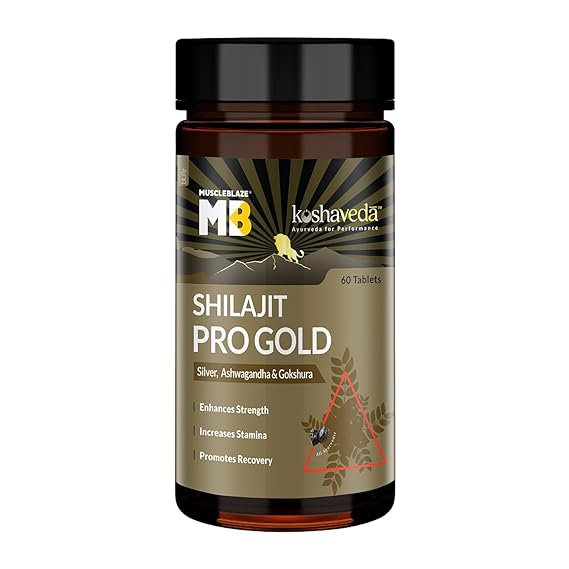 MUSCLEBLAZE®
MB
koshaveda™
Ayurveda for Performance
60 Tablets
SHILAJIT
PRO GOLD
Silver, Ashwagandha & Gokshura
Enhances Strength
Increases Stamina
Promotes Recovery